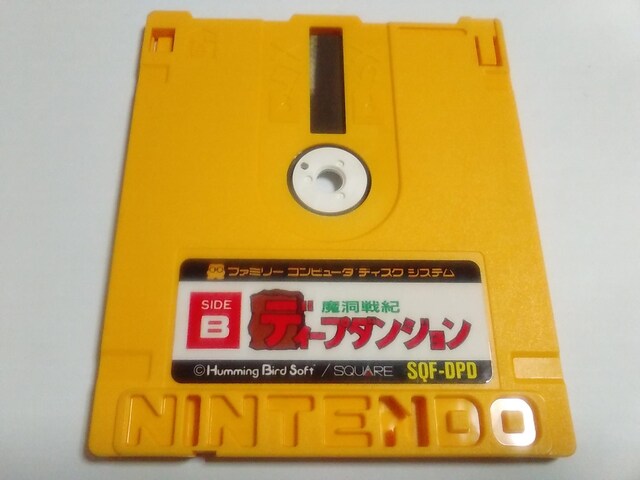 ファミリー コンピュータ ディスク システム
SIDE B
魔洞戦紀
ディープダンジョン
©Humming Bird Soft / SQUARE SQF-DPD
NINTENDO